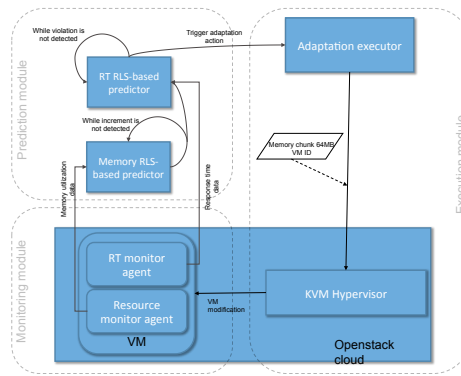 While violation is
not detected
Trigger adaptation
action
Adaptation executor
RT RLS-based
predictor
Prediction module
While increment is
not detected
Memory RLS-
based predictor
Memory chunk 64MB
VM ID
Execution module
Memory utilization
data
Response time
data
Monitoring module
RT monitor
agent
Resource
monitor agent
VM
VM
modification
KVM Hypervisor
Openstack
cloud